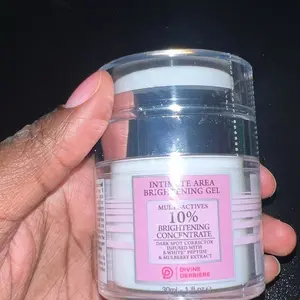 INTIMATE AREA
BRIGHTENING GEL
MULTI-ACTIVES
10%
BRIGHTENING
CONCENTRATE
DARK SPOT CORRECTOR
INFUSED WITH
B-WHITE® PEPTIDE
& MULBERRY EXTRACT
DIVINE
DERRIERE